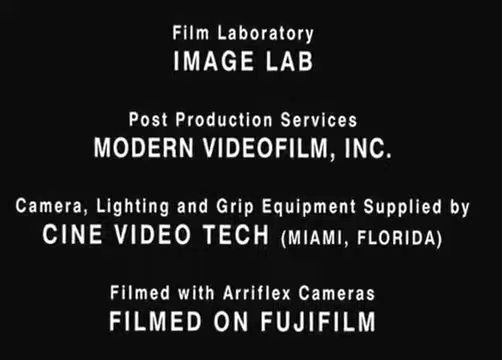 Film Laboratory
IMAGE LAB
Post Production Services
MODERN VIDEOFILM, INC.
Camera, Lighting and Grip Equipment Supplied by
CINE VIDEO TECH (MIAMI, FLORIDA)
Filmed with Arriflex Cameras
FILMED ON FUJIFILM